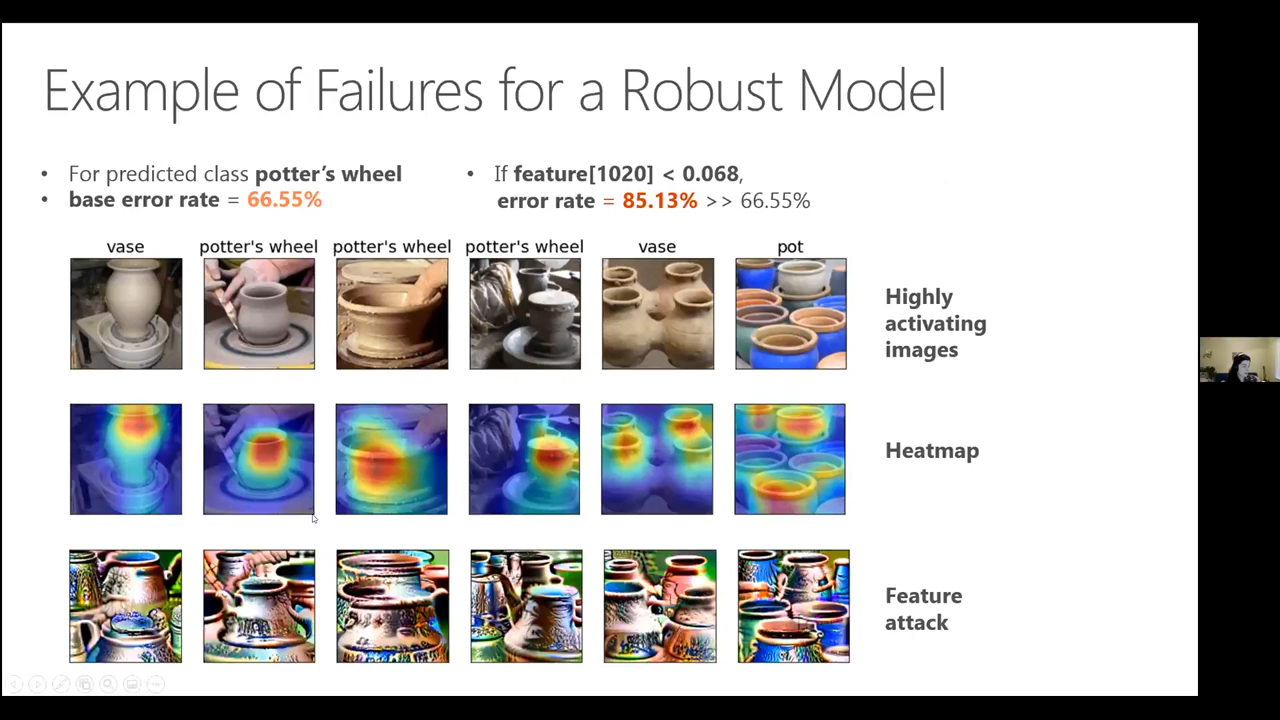 Example of Failures for a Robust Model
• For predicted class potter's wheel
• base error rate = 66.55%
• If feature[1020] < 0.068,
error rate = 85.13% >> 66.55%
vase potter's wheel potter's wheel potter's wheel vase pot
Highly
activating
images
Heatmap
Feature
attack